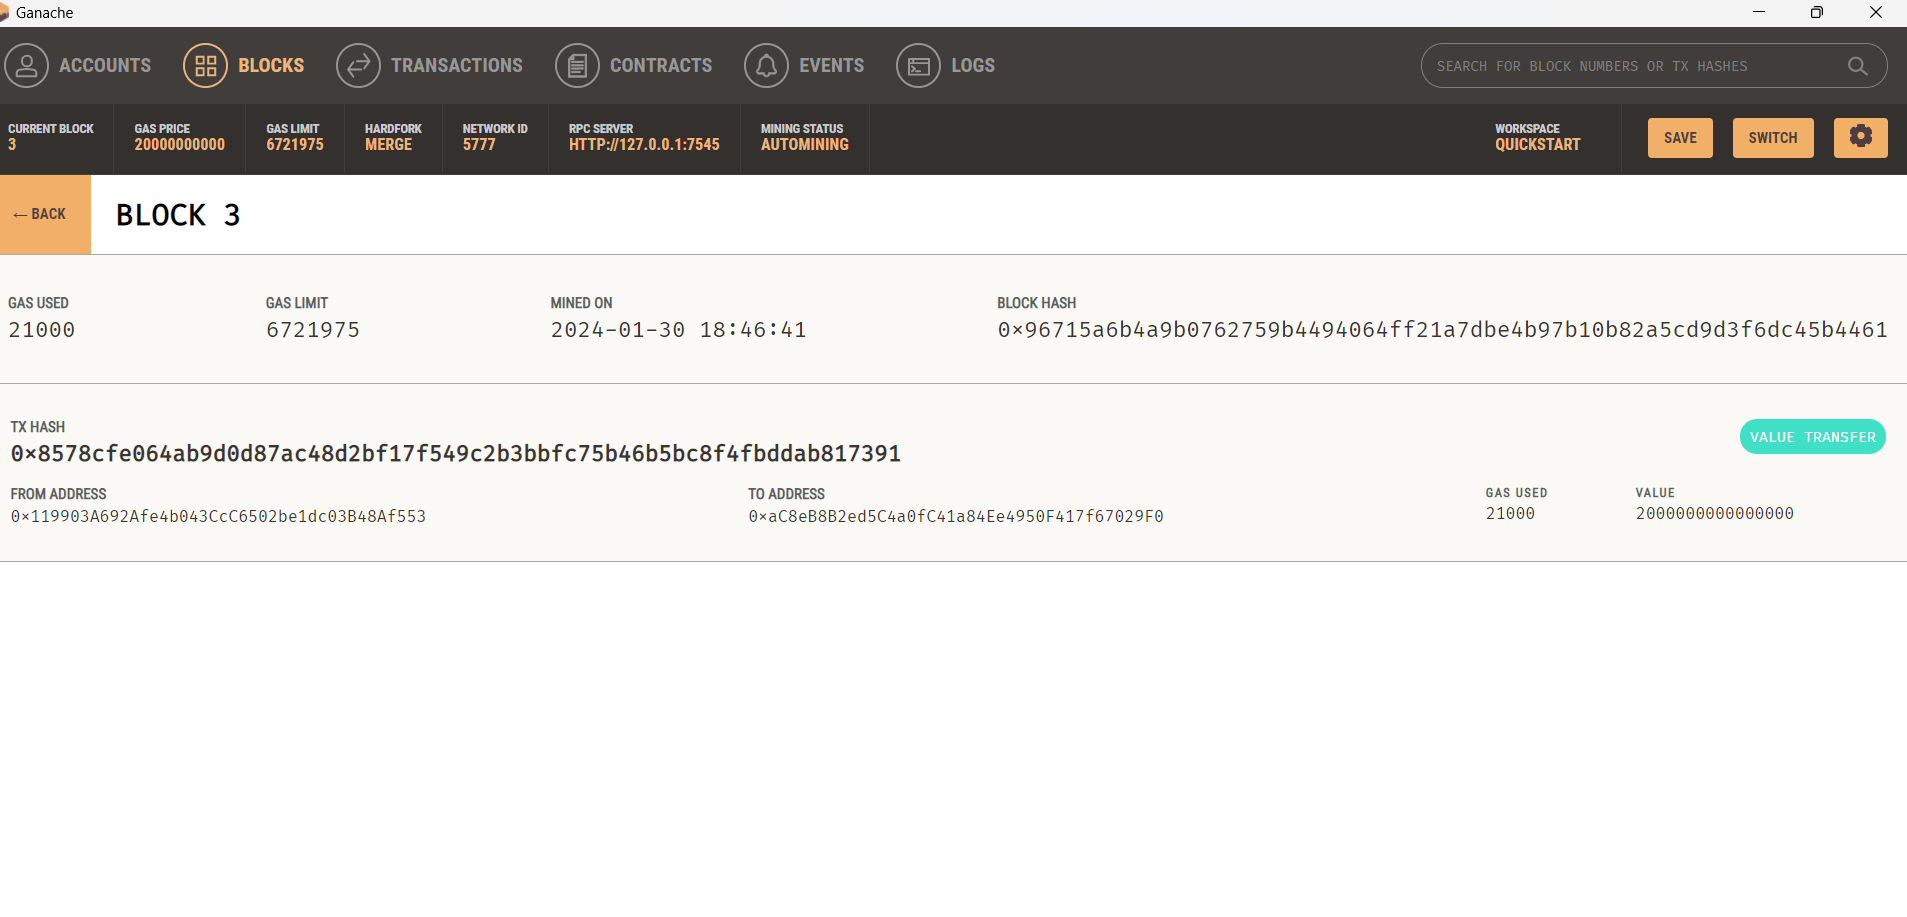 Ganache
ACCOUNTS BLOCKS TRANSACTIONS CONTRACTS EVENTS LOGS SEARCH FOR BLOCK NUMBERS OR TX HASHES
CURRENT BLOCK GAS PRICE GAS LIMIT HARDFORK NETWORK ID RPC SERVER MINING STATUS WORKSPACE
3 20000000000 6721975 MERGE 5777 HTTP://127.0.0.1:7545 AUTOMINING QUICKSTART SAVE SWITCH
← BACK BLOCK 3
GAS USED GAS LIMIT MINED ON BLOCK HASH
21000 6721975 2024-01-30 18:46:41 0×96715a6b4a9b0762759b4494064ff21a7dbe4b97b10b82a5cd9d3f6dc45b4461
TX HASH
0×8578cfe064ab9d0d87ac48d2bf17f549c2b3bbfc75b46b5bc8f4fbddab817391 VALUE TRANSFER
FROM ADDRESS TO ADDRESS GAS USED VALUE
0×119903A692Afe4b043CcC6502be1dc03B48Af553 0×aC8eB8B2ed5C4a0fC41a84Ee4950F417f67029F0 21000 2000000000000000